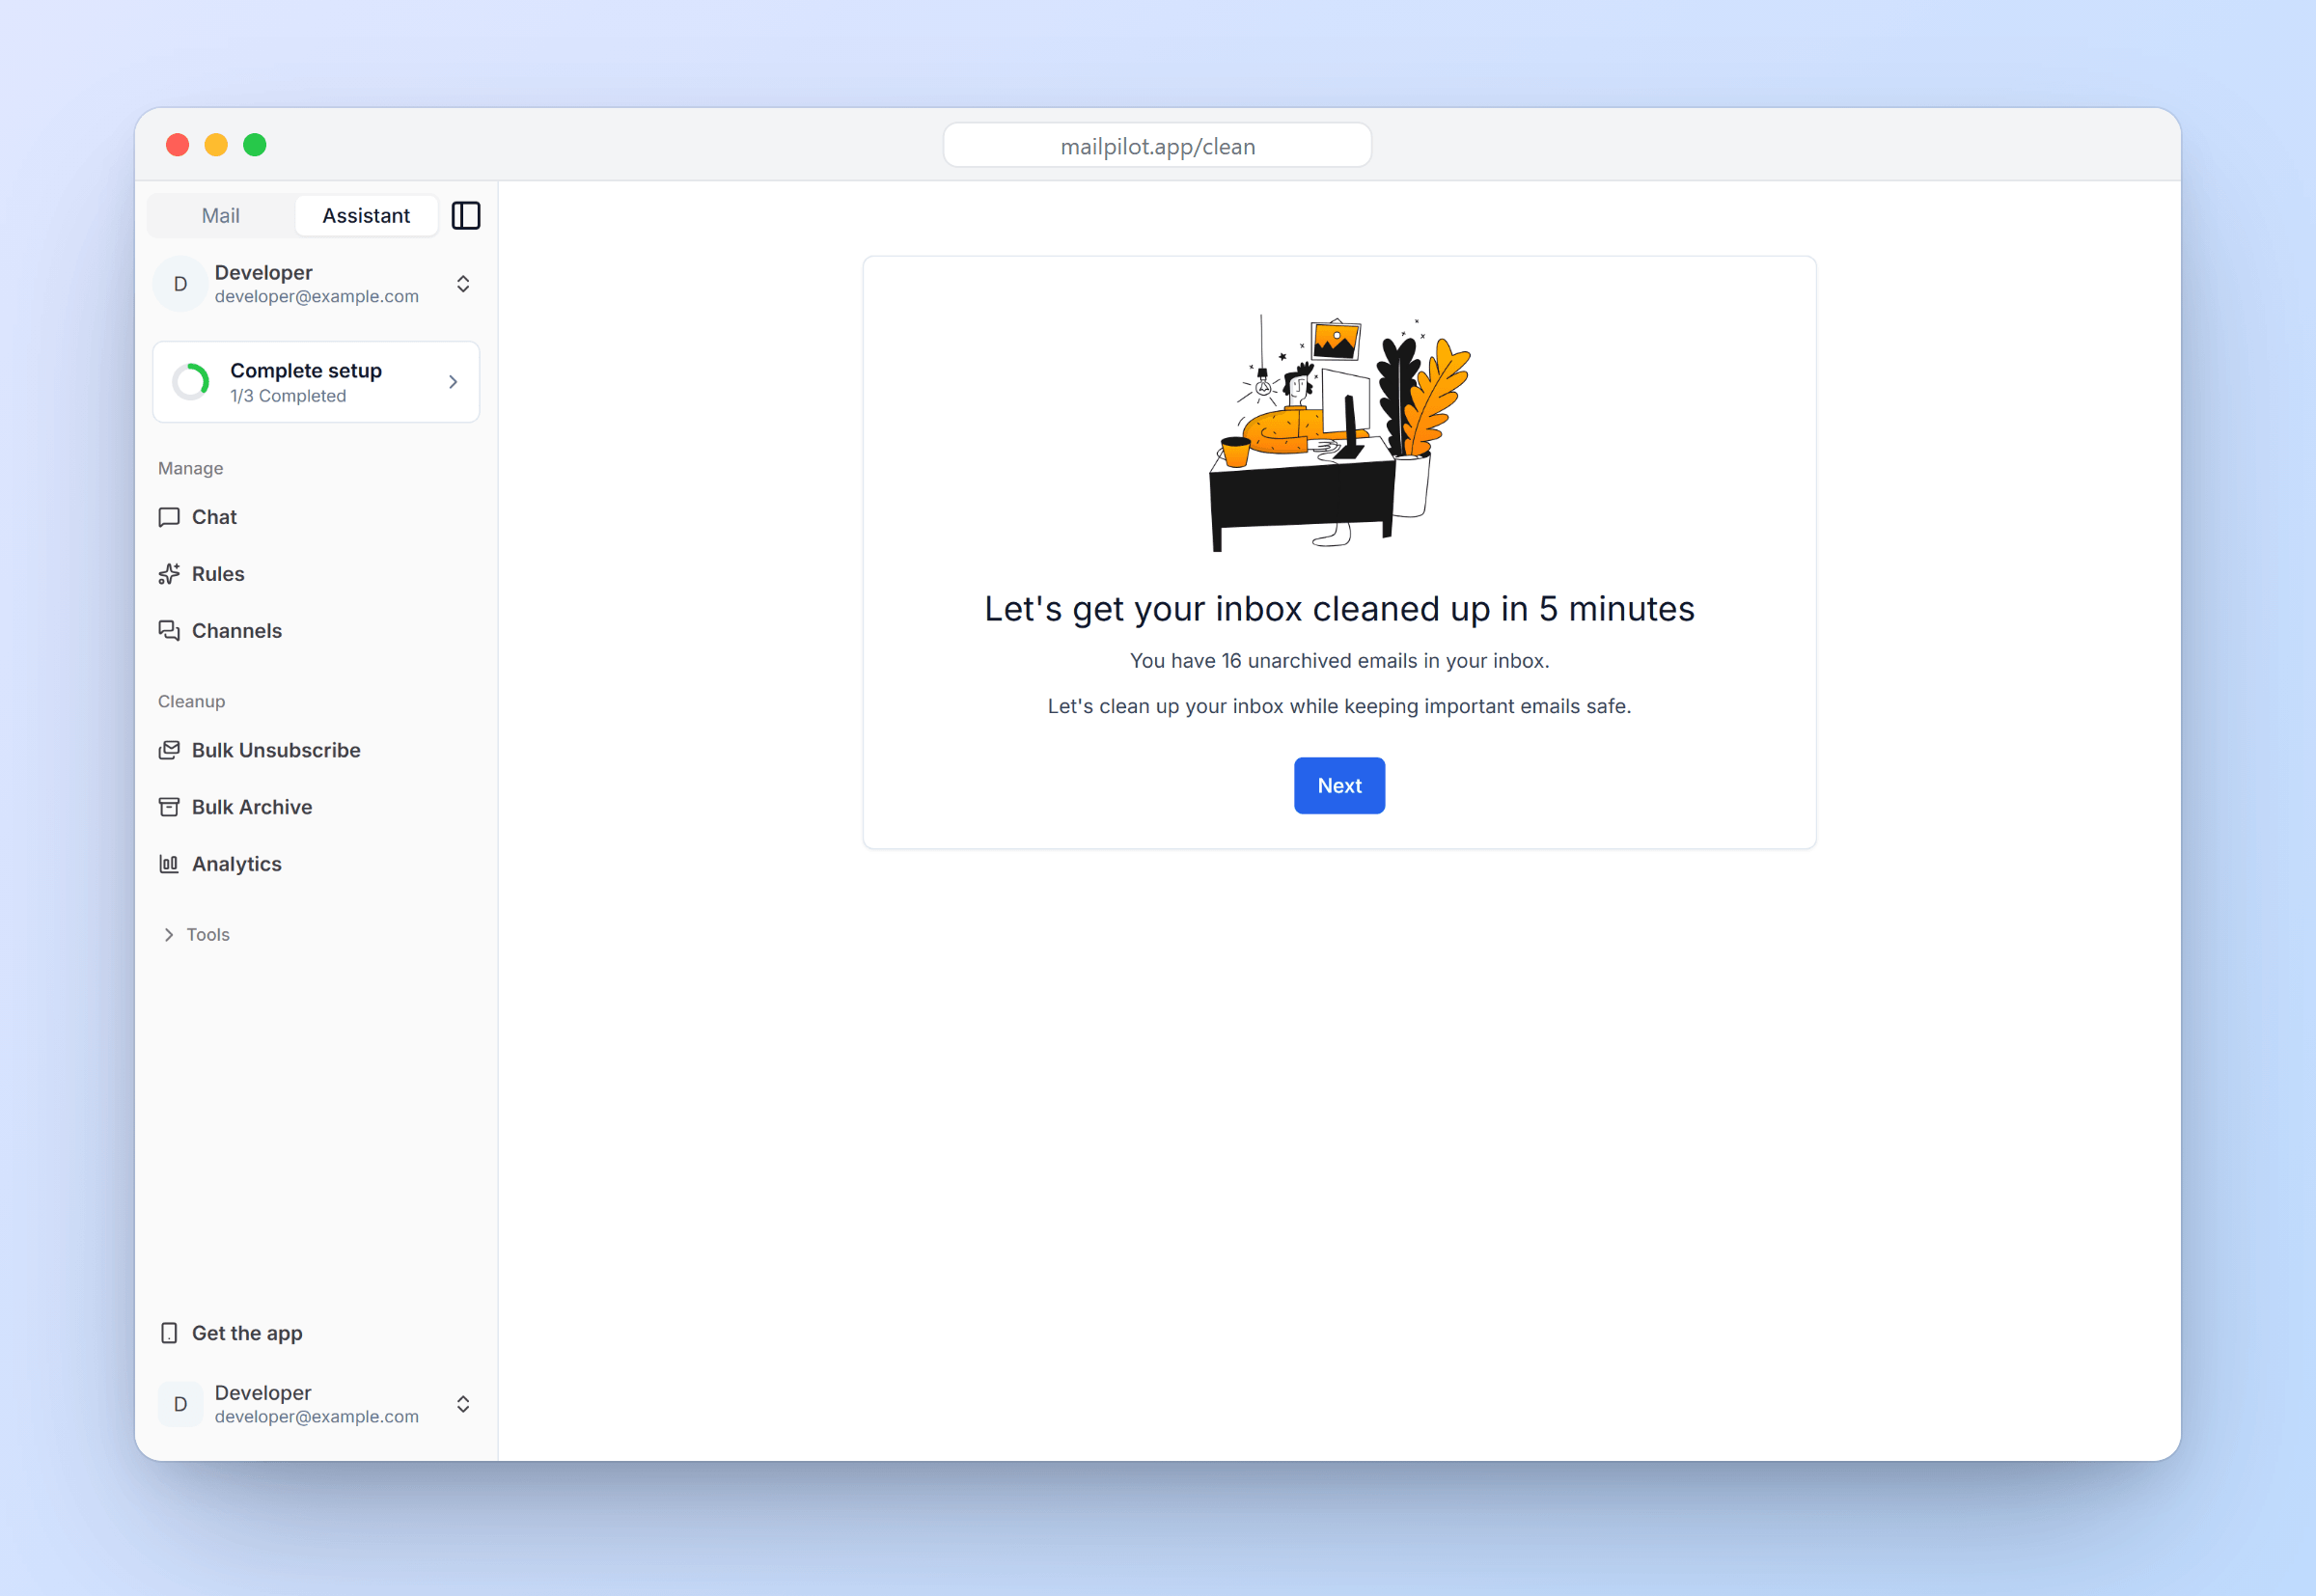 mailpilot.app/clean
Mail
Assistant
D
Developer
developer@example.com
Complete setup
1/3 Completed
Manage
Chat
Rules
Channels
Cleanup
Bulk Unsubscribe
Bulk Archive
Analytics
Tools
Get the app
D
Developer
developer@example.com
Let's get your inbox cleaned up in 5 minutes
You have 16 unarchived emails in your inbox.
Let's clean up your inbox while keeping important emails safe.
Next